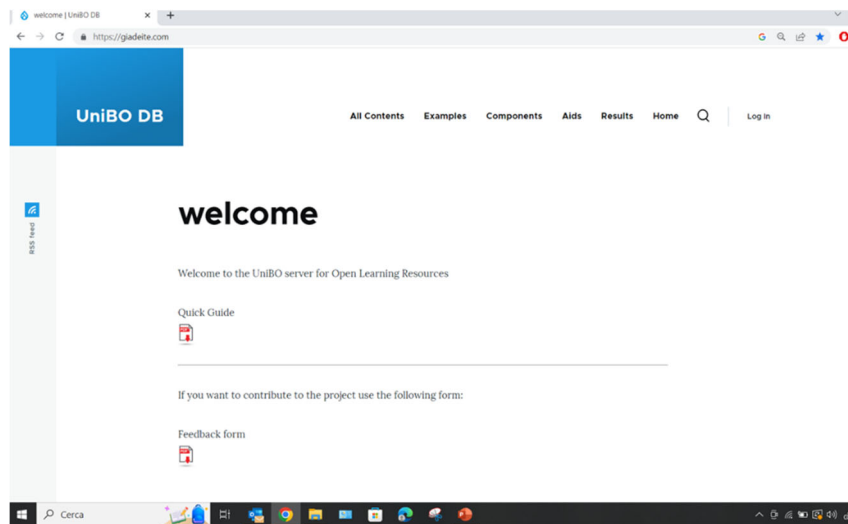 welcome | UniBO DB
https://giadeite.com
UniBO DB
All Contents Examples Components Aids Results Home Log in
RSS feed
welcome
Welcome to the UniBO server for Open Learning Resources
Quick Guide
PDF
If you want to contribute to the project use the following form:
Feedback form
PDF
Cerca